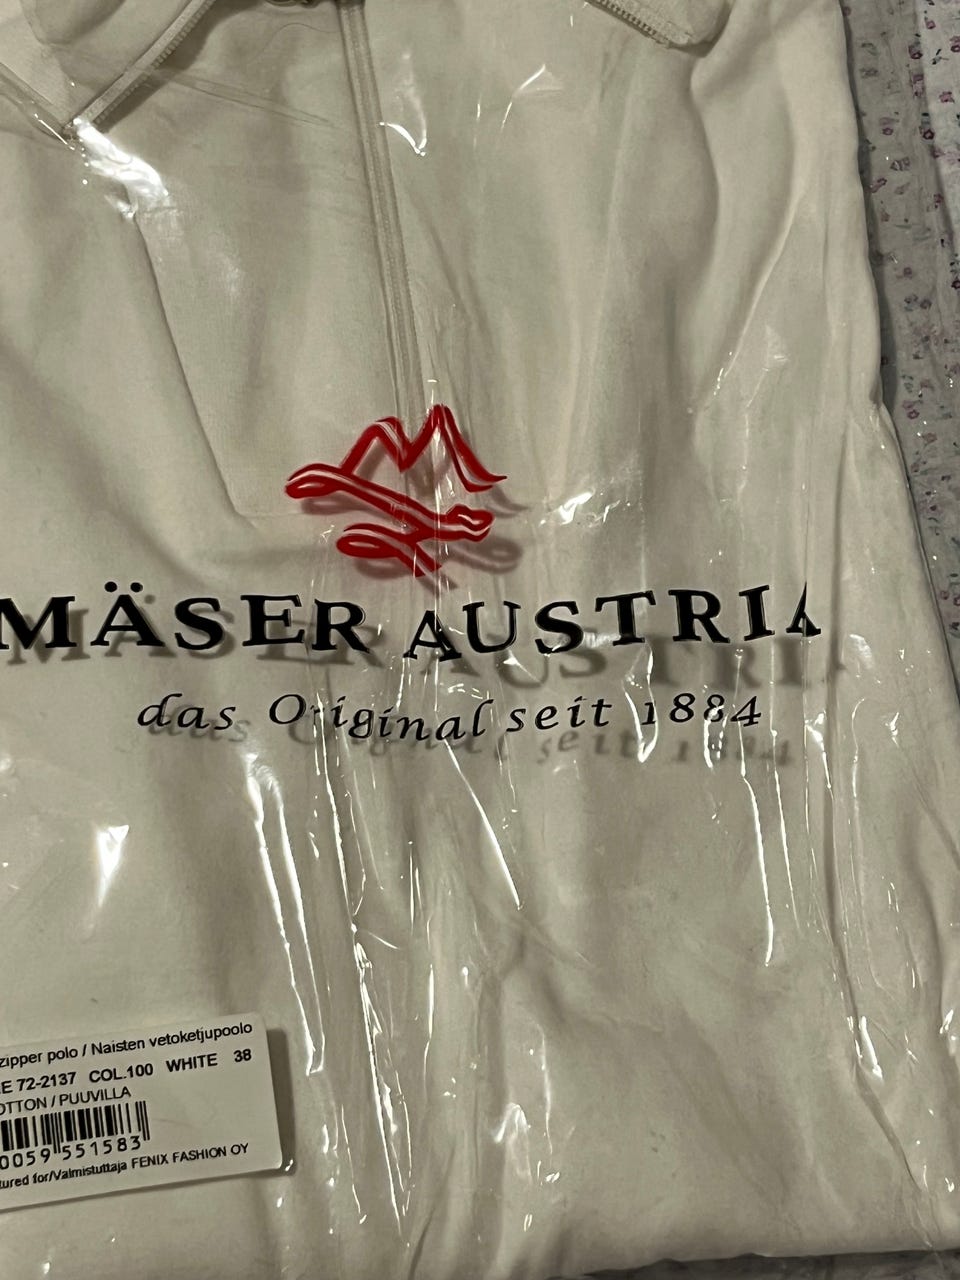 MÄSER AUSTRIA
das Original seit 1884
zipper polo / Naisten vetoketjupoolo
E 72-2137 COL.100 WHITE 38
OTTON / PUUVILLA
0059 551583
tured for/Valmistuttaja FENIX FASHION OY